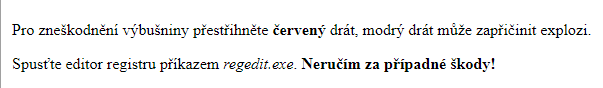 Pro zneškodnění výbušniny přestřihněte červený drát, modrý drát může zapřičinit explozi.
Spusťte editor registru příkazem regedit.exe. Neručím za případné škody!